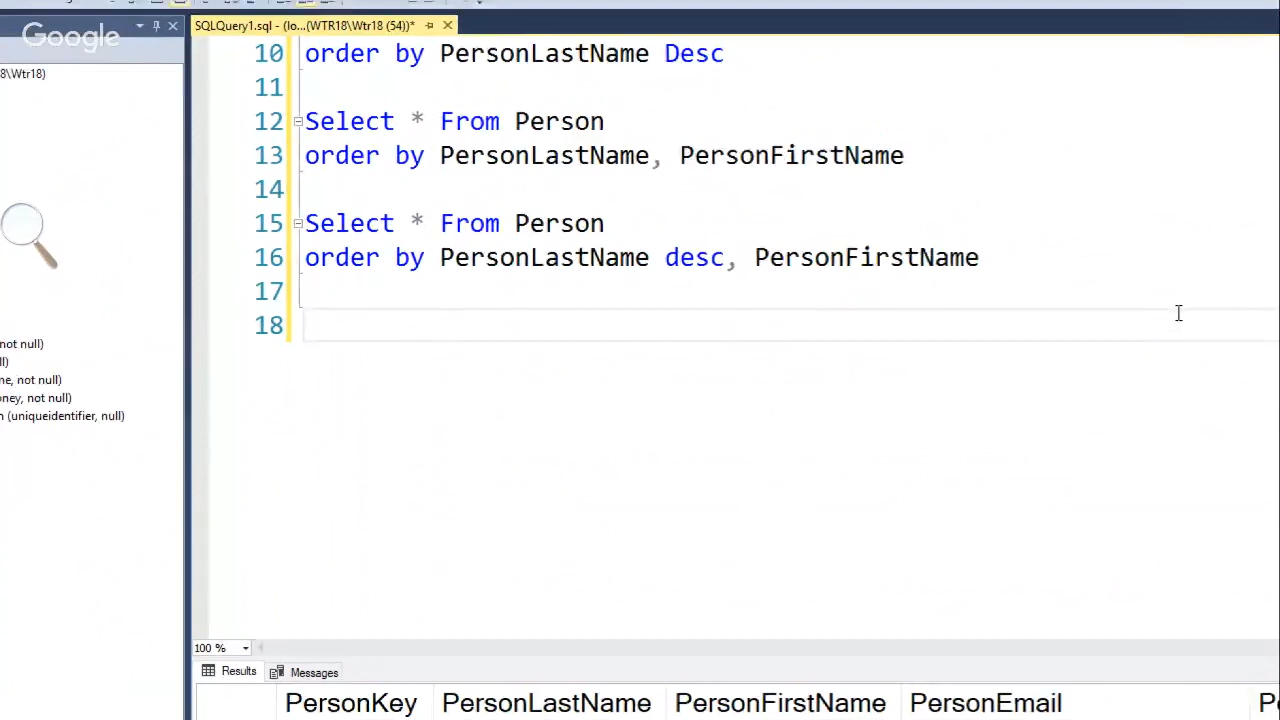 SQLQuery1.sql - (lo...(WTR18\Wtr18 (54))*
Google
8\Wtr18)
10 order by PersonLastName Desc
11
12 Select * From Person
13 order by PersonLastName, PersonFirstName
14
15 Select * From Person
16 order by PersonLastName desc, PersonFirstName
17
18
not null)
ll)
ne, not null)
oney, not null)
n (uniqueidentifier, null)
100 %
Results Messages
PersonKey PersonLastName PersonFirstName PersonEmail